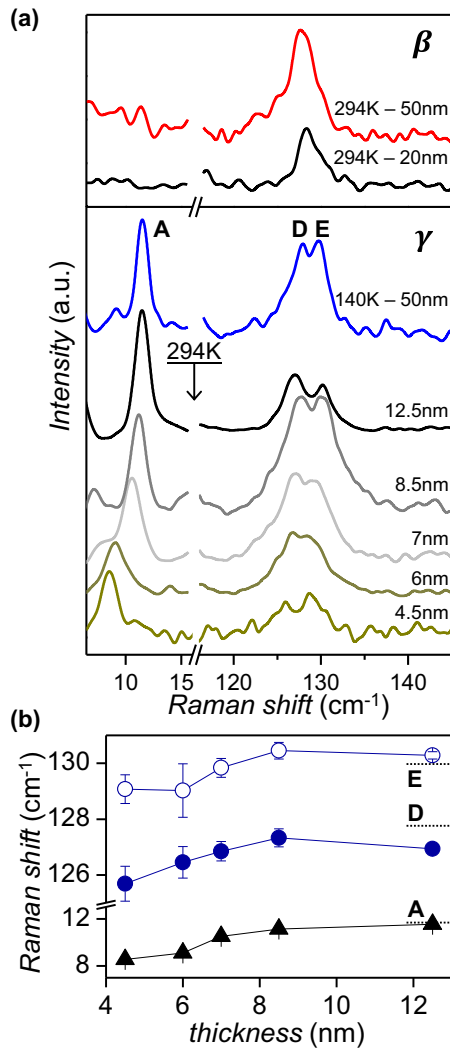 (a)
β
294K – 50nm
294K – 20nm
A
D E
γ
140K – 50nm
294K
12.5nm
8.5nm
7nm
6nm
4.5nm
Intensity (a.u.)
10 15 120 130 140
Raman shift (cm⁻¹)
(b)
Raman shift (cm⁻¹)
130
128
126
12
8
E
D
A
4 6 8 10 12
thickness (nm)